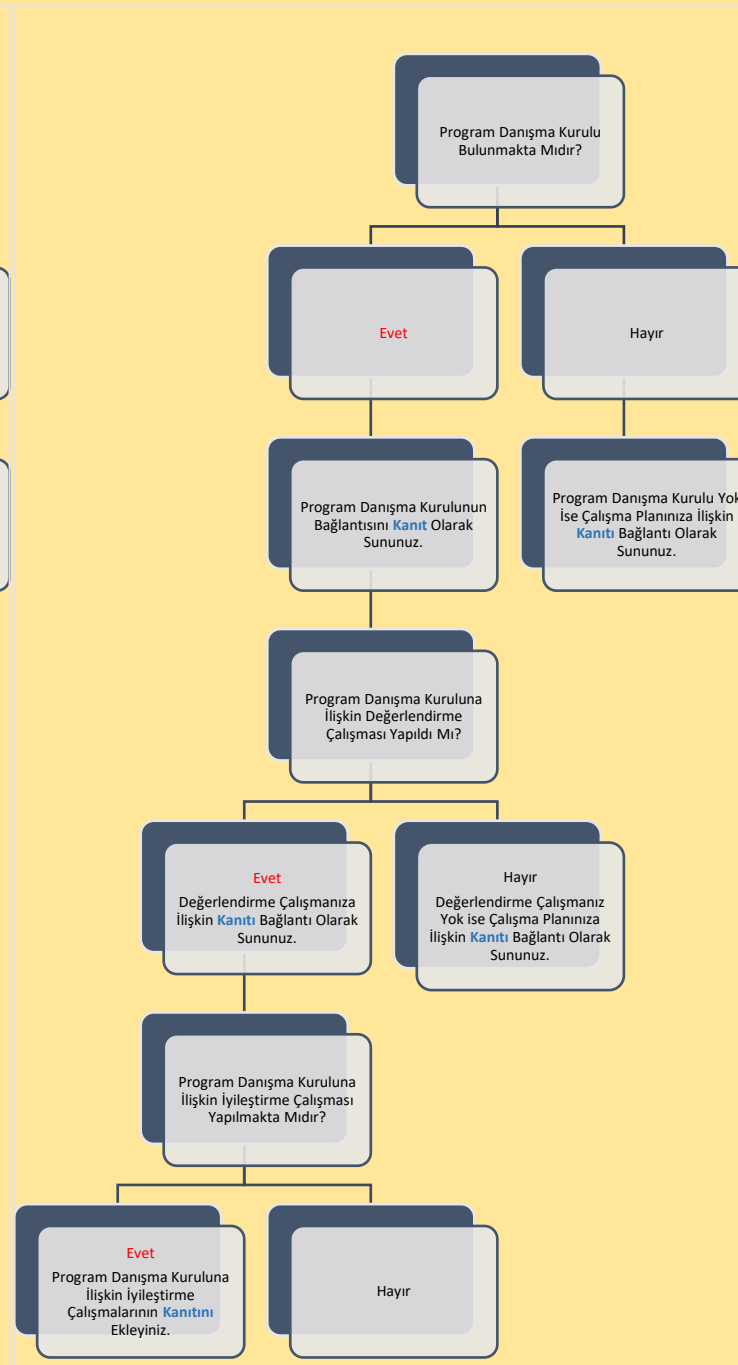 Program Danışma Kurulu
Bulunmakta Mıdır?
Evet
Hayır
Program Danışma Kurulunun
Bağlantısını Kanıt Olarak
Sununuz.
Program Danışma Kurulu Yok
İse Çalışma Planınıza İlişkin
Kanıtı Bağlantı Olarak
Sununuz.
Program Danışma Kuruluna
İlişkin Değerlendirme
Çalışması Yapıldı Mı?
Evet
Değerlendirme Çalışmanıza
İlişkin Kanıtı Bağlantı Olarak
Sununuz.
Hayır
Değerlendirme Çalışmanız
Yok ise Çalışma Planınıza
İlişkin Kanıtı Bağlantı Olarak
Sununuz.
Program Danışma Kuruluna
İlişkin İyileştirme Çalışması
Yapılmakta Mıdır?
Evet
Program Danışma Kuruluna
İlişkin İyileştirme
Çalışmalarının Kanıtını
Ekleyiniz.
Hayır